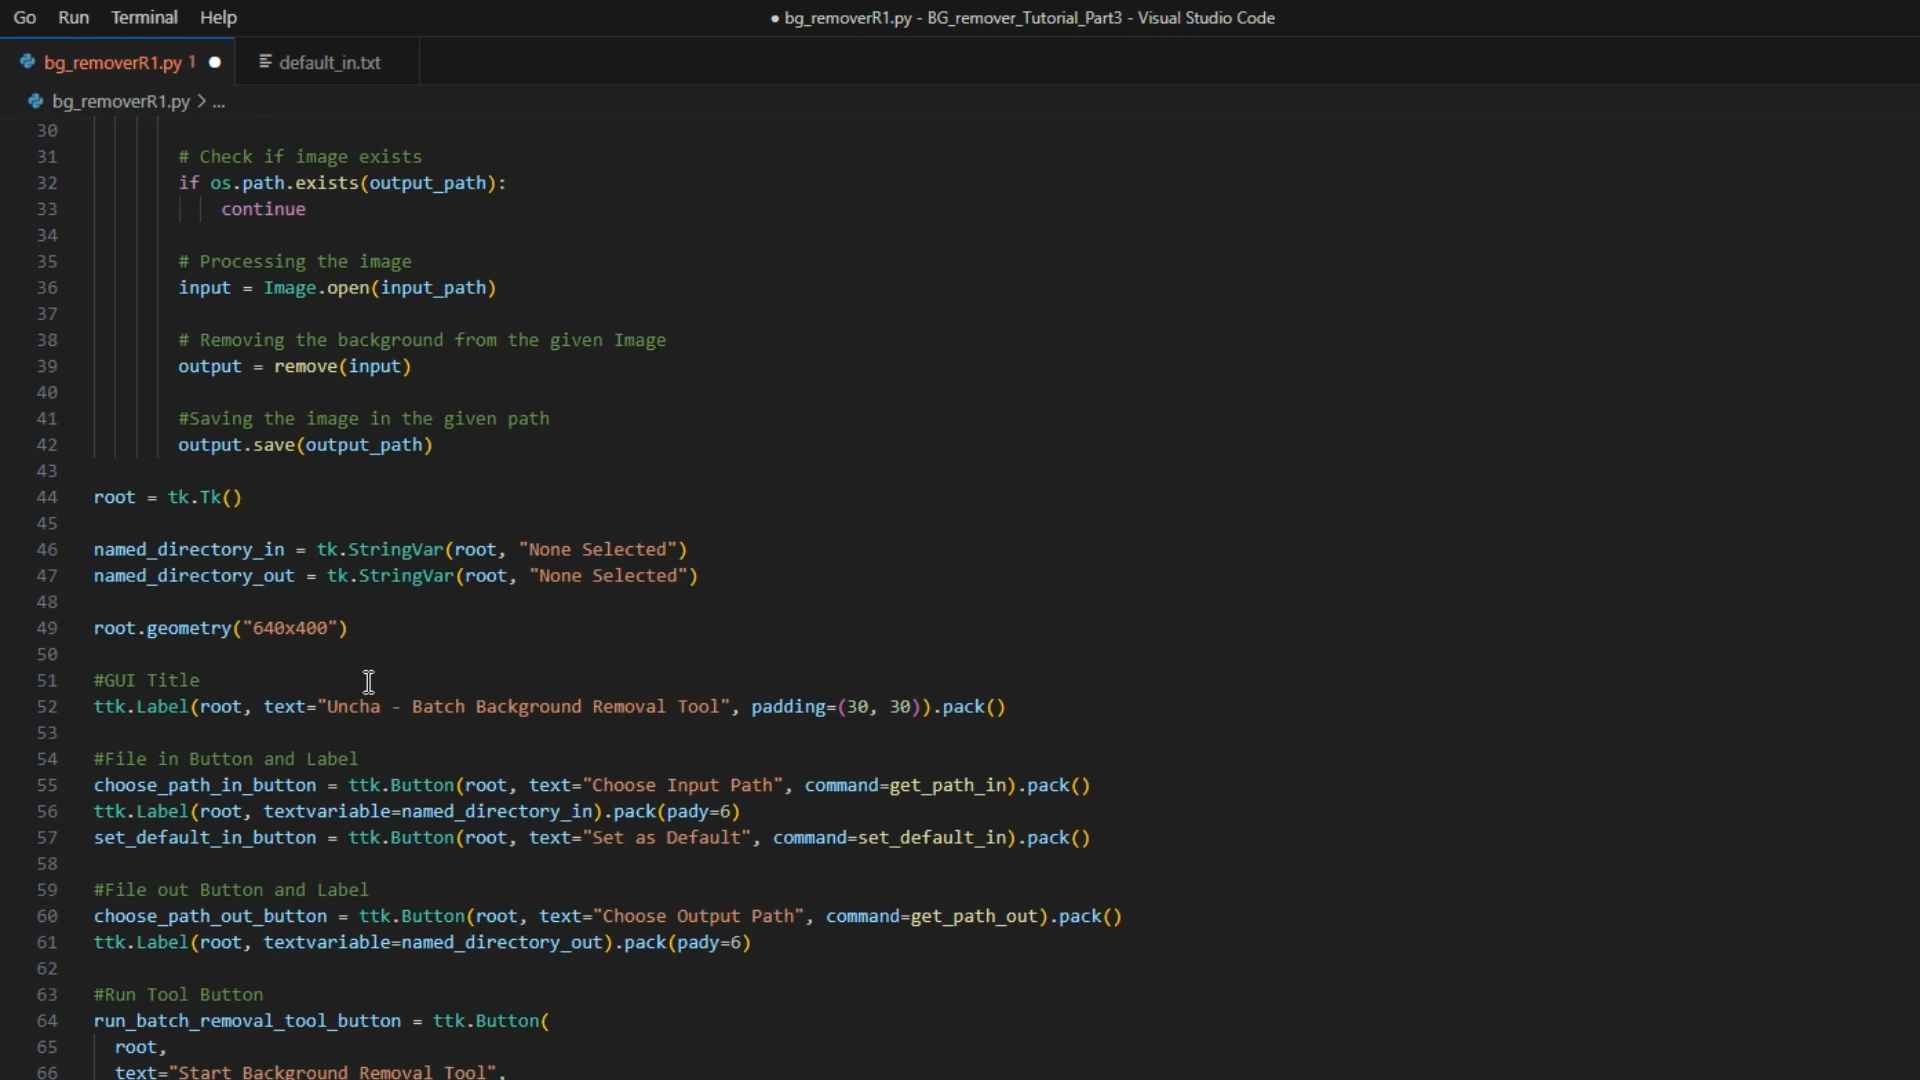 Go Run Terminal Help
● bg_removerR1.py - BG_remover_Tutorial_Part3 - Visual Studio Code
bg_removerR1.py 1 ● default_in.txt
bg_removerR1.py > ...
30
31 # Check if image exists
32 if os.path.exists(output_path):
33 continue
34
35 # Processing the image
36 input = Image.open(input_path)
37
38 # Removing the background from the given Image
39 output = remove(input)
40
41 #Saving the image in the given path
42 output.save(output_path)
43
44 root = tk.Tk()
45
46 named_directory_in = tk.StringVar(root, "None Selected")
47 named_directory_out = tk.StringVar(root, "None Selected")
48
49 root.geometry("640x400")
50
51 #GUI Title
52 ttk.Label(root, text="Uncha - Batch Background Removal Tool", padding=(30, 30)).pack()
53
54 #File in Button and Label
55 choose_path_in_button = ttk.Button(root, text="Choose Input Path", command=get_path_in).pack()
56 ttk.Label(root, textvariable=named_directory_in).pack(pady=6)
57 set_default_in_button = ttk.Button(root, text="Set as Default", command=set_default_in).pack()
58
59 #File out Button and Label
60 choose_path_out_button = ttk.Button(root, text="Choose Output Path", command=get_path_out).pack()
61 ttk.Label(root, textvariable=named_directory_out).pack(pady=6)
62
63 #Run Tool Button
64 run_batch_removal_tool_button = ttk.Button(
65 root,
66 text="Start Background Removal Tool",